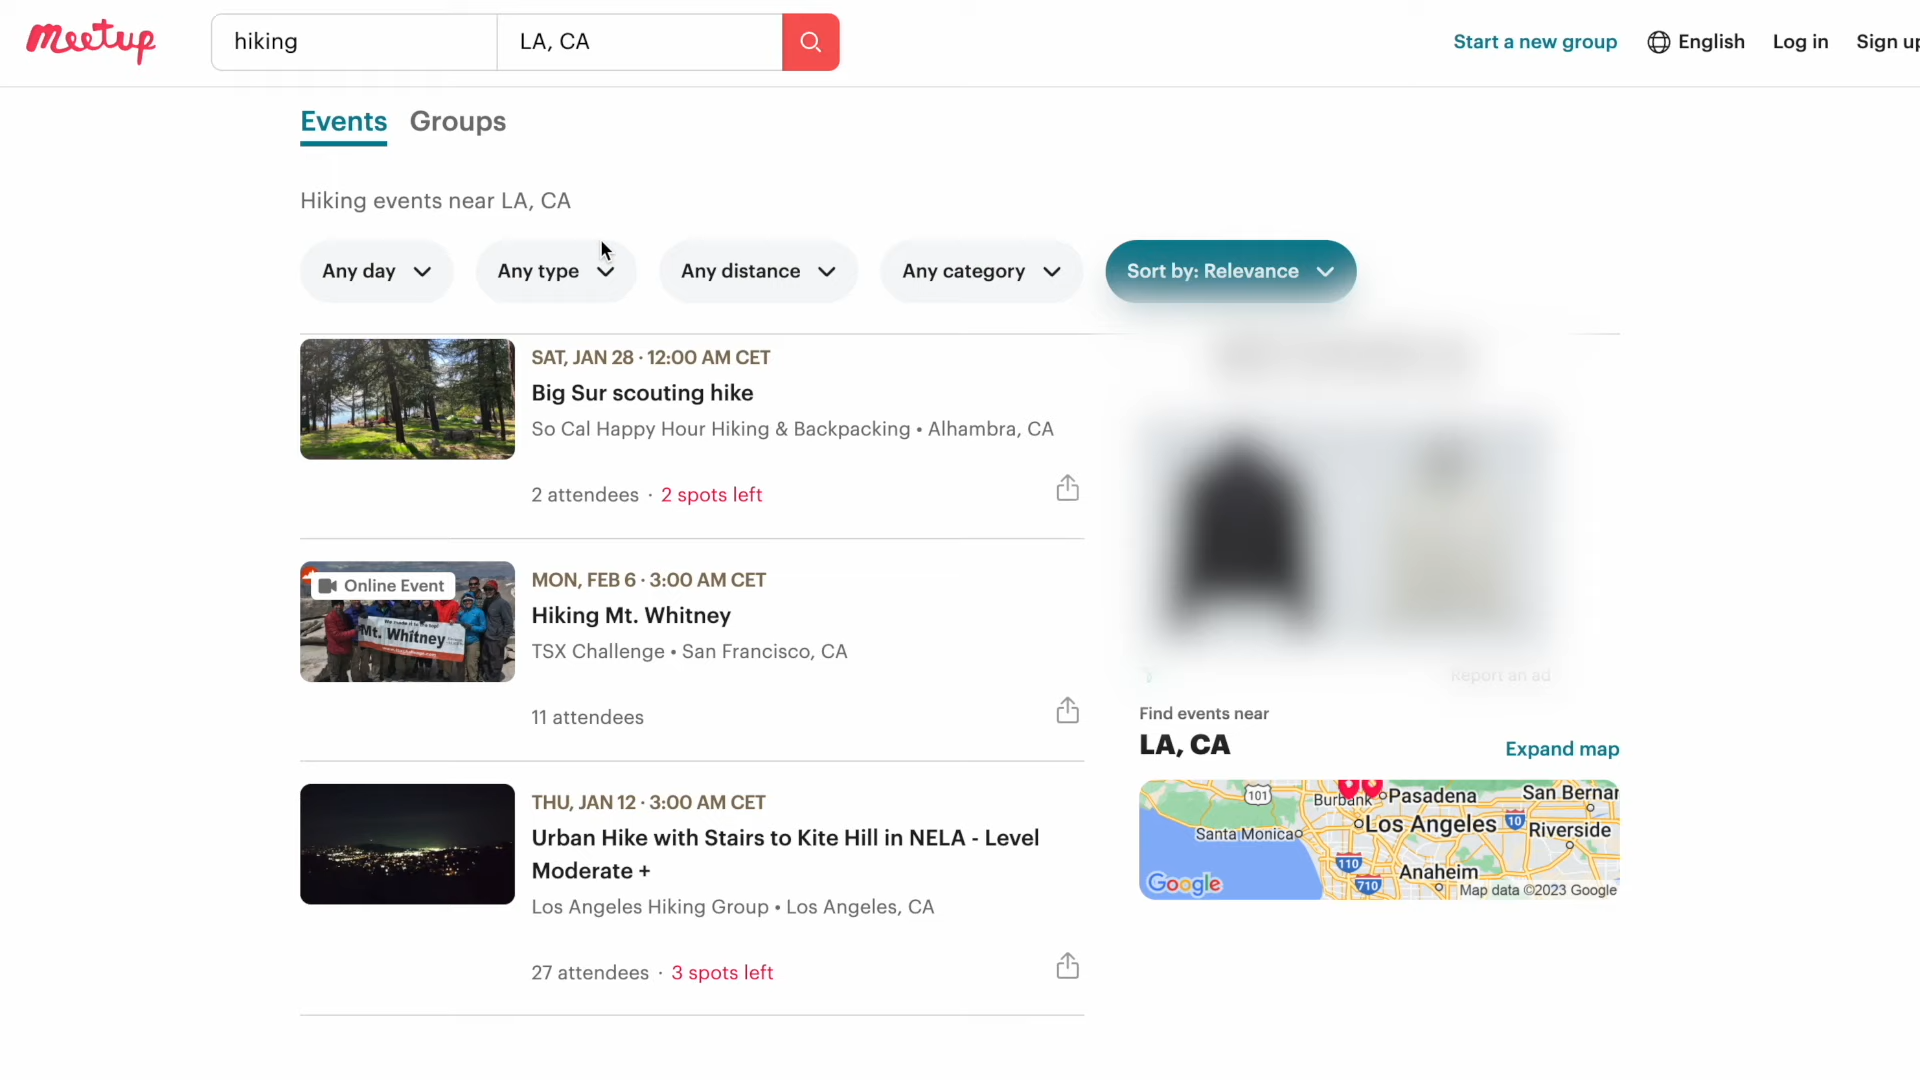 meetup
hiking
LA, CA
Start a new group
English
Log in
Sign up
Events
Groups
Hiking events near LA, CA
Any day
Any type
Any distance
Any category
Sort by: Relevance
SAT, JAN 28 · 12:00 AM CET
Big Sur scouting hike
So Cal Happy Hour Hiking & Backpacking • Alhambra, CA
2 attendees · 2 spots left
Online Event
Mt. Whitney
MON, FEB 6 · 3:00 AM CET
Hiking Mt. Whitney
TSX Challenge • San Francisco, CA
11 attendees
THU, JAN 12 · 3:00 AM CET
Urban Hike with Stairs to Kite Hill in NELA - Level
Moderate +
Los Angeles Hiking Group • Los Angeles, CA
27 attendees · 3 spots left
Report an ad
Find events near
LA, CA
Expand map
101
Burbank
Pasadena
San Bernar
Santa Monica
Los Angeles
10
Riverside
110
710
Anaheim
Google
Map data ©2023 Google